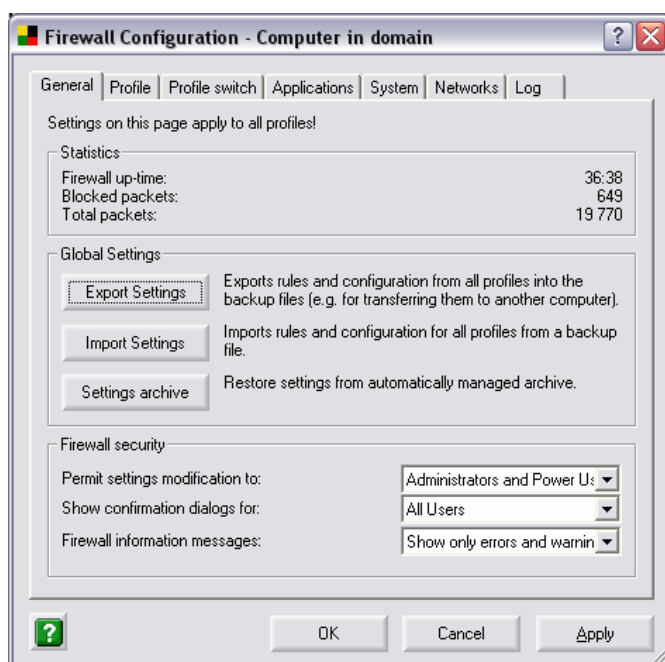 Firewall Configuration - Computer in domain
General Profile Profile switch Applications System Networks Log
Settings on this page apply to all profiles!
Statistics
Firewall up-time: 36:38
Blocked packets: 649
Total packets: 19 770
Global Settings
Export Settings
Exports rules and configuration from all profiles into the
backup files (e.g. for transferring them to another computer).
Import Settings
Imports rules and configuration for all profiles from a backup
file.
Settings archive
Restore settings from automatically managed archive.
Firewall security
Permit settings modification to: Administrators and Power Us
Show confirmation dialogs for: All Users
Firewall information messages: Show only errors and warnin
? OK Cancel Apply